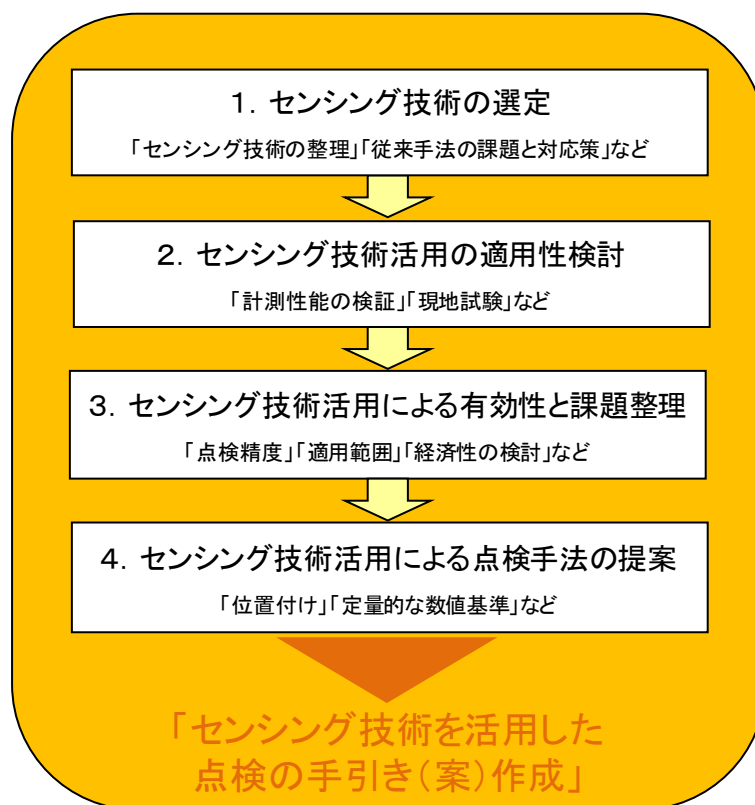 １．センシング技術の選定
「センシング技術の整理」「従来手法の課題と対応策」など
２．センシング技術活用の適用性検討
「計測性能の検証」「現地試験」など
３．センシング技術活用による有効性と課題整理
「点検精度」「適用範囲」「経済性の検討」など
４．センシング技術活用による点検手法の提案
「位置付け」「定量的な数値基準」など
「センシング技術を活用した
点検の手引き（案）作成」